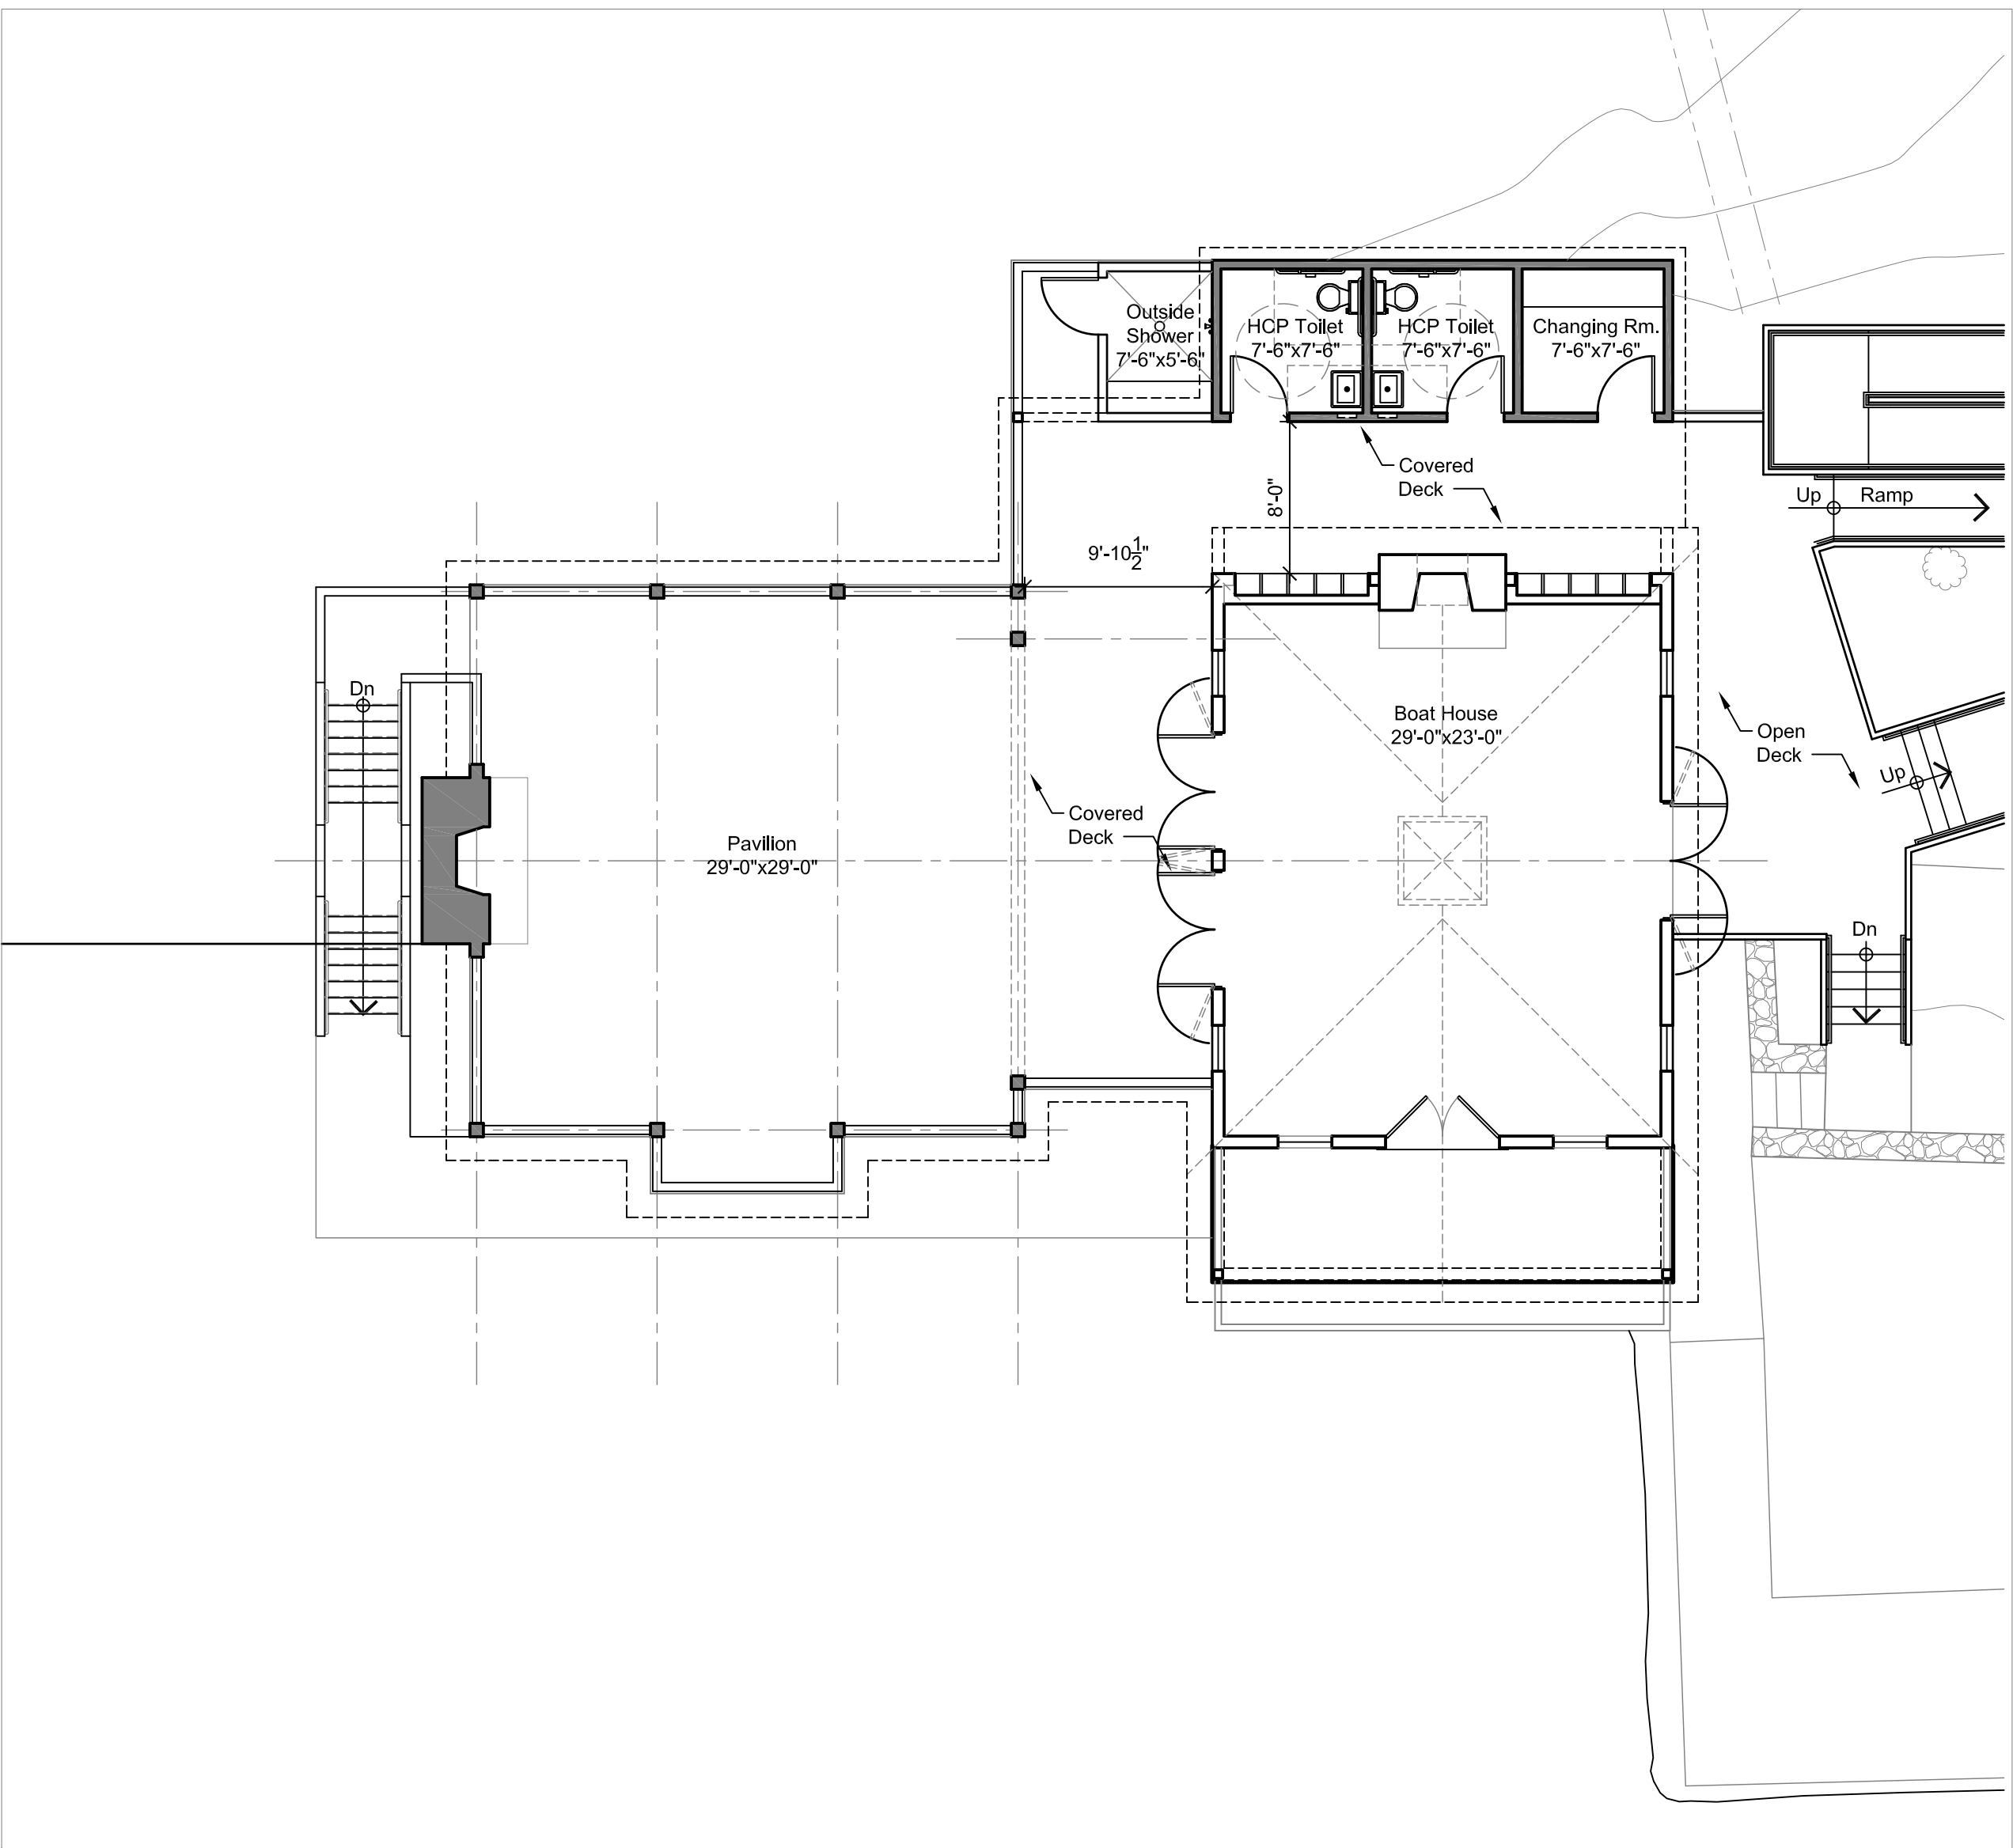 Outside
Shower
7'-6"x5'-6"
HCP Toilet
7'-6"x7'-6"
HCP Toilet
7'-6"x7'-6"
Changing Rm.
7'-6"x7'-6"
Covered
Deck
8'-0"
Up
Ramp
9'-10 1/2"
Dn
Boat House
29'-0"x23'-0"
Open
Deck
Up
Covered
Deck
Pavilion
29'-0"x29'-0"
Dn